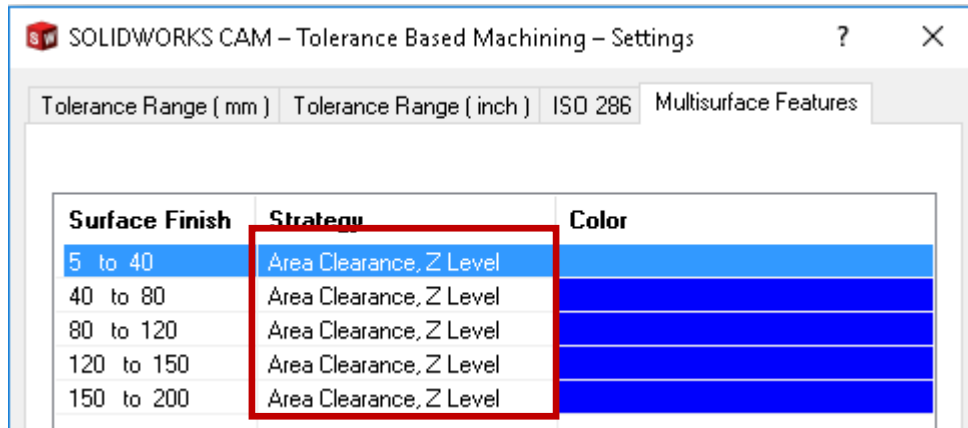 SOLIDWORKS CAM – Tolerance Based Machining – Settings ? ×
Tolerance Range ( mm ) Tolerance Range ( inch ) ISO 286 Multisurface Features
Surface Finish Strategy Color
5 to 40 Area Clearance, Z Level
40 to 80 Area Clearance, Z Level
80 to 120 Area Clearance, Z Level
120 to 150 Area Clearance, Z Level
150 to 200 Area Clearance, Z Level